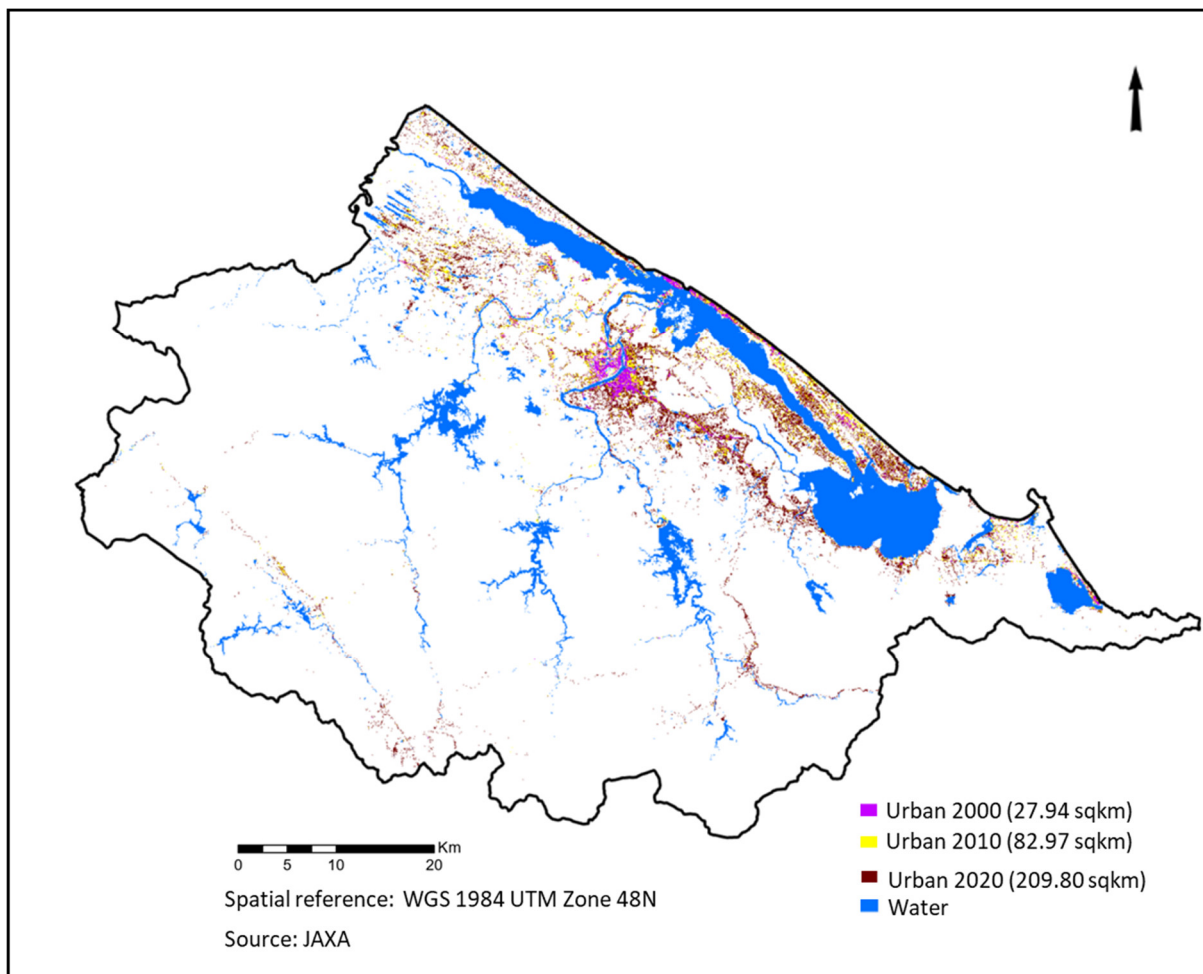 Urban 2000 (27.94 sqkm)
Urban 2010 (82.97 sqkm)
Urban 2020 (209.80 sqkm)
Water
Km
0 5 10 20
Spatial reference: WGS 1984 UTM Zone 48N
Source: JAXA